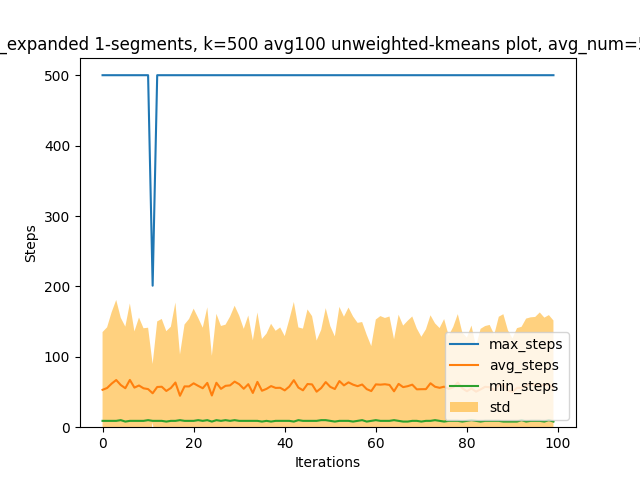 _expanded 1-segments, k=500 avg100 unweighted-kmeans plot, avg_num=5
500
400
300
200
100
0
Steps
max_steps
avg_steps
min_steps
std
0 20 40 60 80 100
Iterations